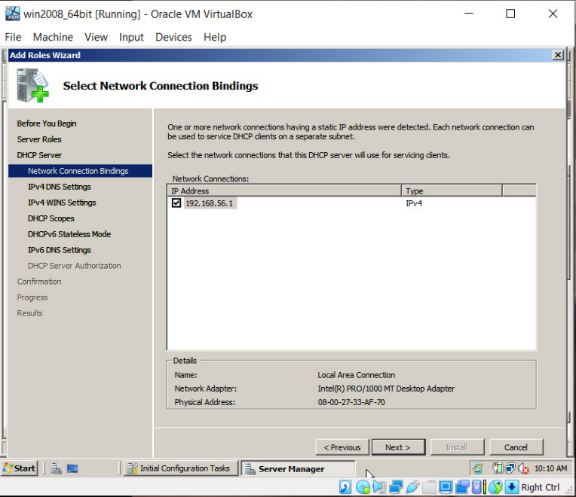 win2008_64bit [Running] - Oracle VM VirtualBox
File Machine View Input Devices Help
Add Roles Wizard
Select Network Connection Bindings
Before You Begin
Server Roles
DHCP Server
Network Connection Bindings
IPv4 DNS Settings
IPv4 WINS Settings
DHCP Scopes
DHCPv6 Stateless Mode
IPv6 DNS Settings
DHCP Server Authorization
Confirmation
Progress
Results
One or more network connections having a static IP address were detected. Each network connection can
be used to service DHCP clients on a separate subnet.
Select the network connections that this DHCP server will use for servicing clients.
Network Connections:
IP Address Type
192.168.56.1 IPv4
Details
Name: Local Area Connection
Network Adapter: Intel(R) PRO/1000 MT Desktop Adapter
Physical Address: 08-00-27-33-AF-70
< Previous Next > Install Cancel
Start Initial Configuration Tasks Server Manager 10:10 AM
Right Ctrl